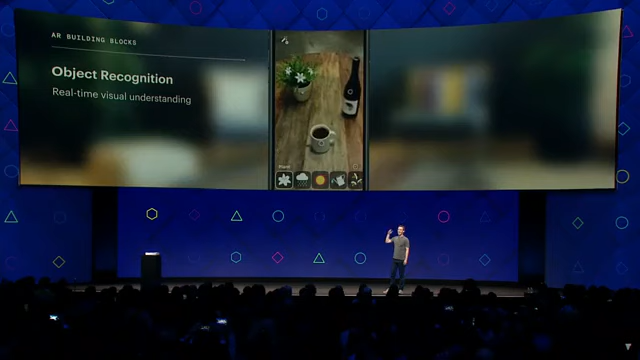 AR BUILDING BLOCKS
Object Recognition
Real-time visual understanding